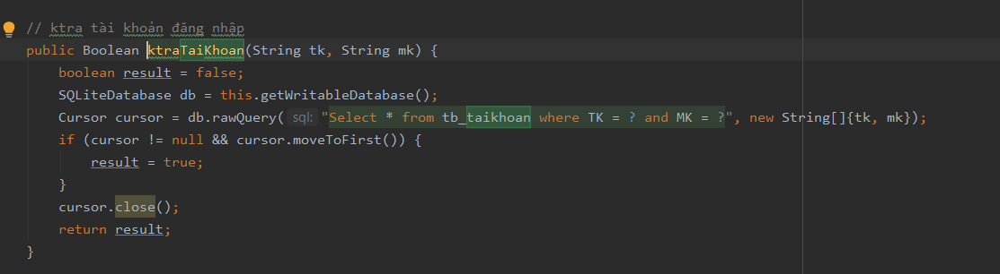 // ktra tài khoản đăng nhập
public Boolean ktraTaiKhoan(String tk, String mk) {
boolean result = false;
SQLiteDatabase db = this.getWritableDatabase();
Cursor cursor = db.rawQuery( sql: "Select * from tb_taikhoan where TK = ? and MK = ?", new String[]{tk, mk});
if (cursor != null && cursor.moveToFirst()) {
result = true;
}
cursor.close();
return result;
}